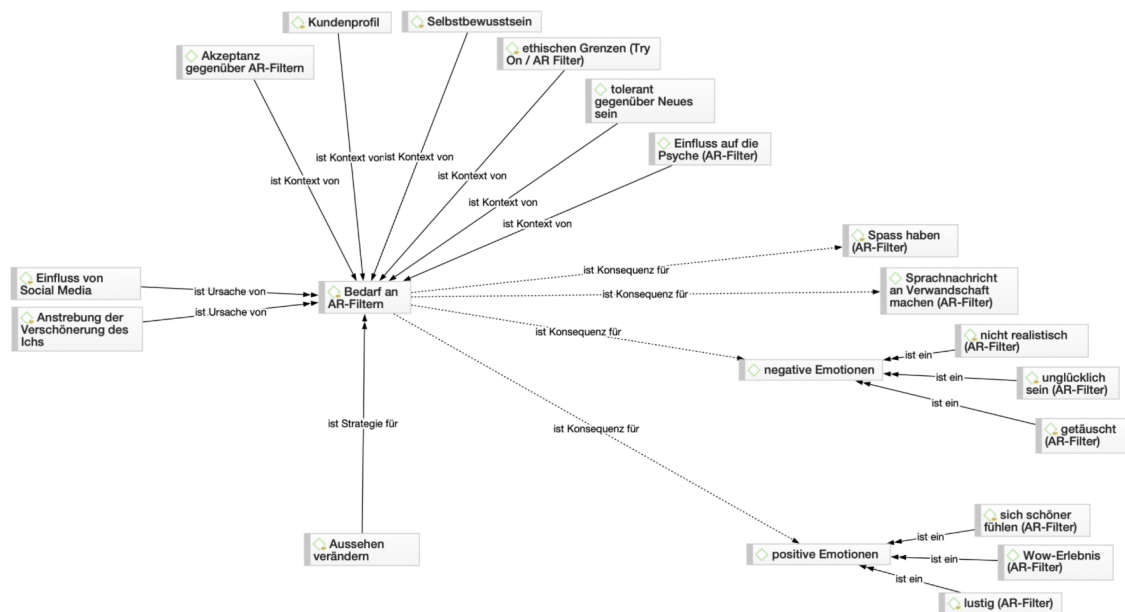 Kundenprofil
Selbstbewusstsein
Akzeptanz
gegenüber AR-Filtern
ethischen Grenzen (Try
On / AR Filter)
tolerant
gegenüber Neues
sein
Einfluss auf die
Psyche (AR-Filter)
ist Kontext von
ist Kontext von
ist Kontext von
ist Kontext von
ist Kontext von
ist Kontext von
Einfluss von
Social Media
Anstrebung der
Verschönerung des
Ichs
ist Ursache von
ist Ursache von
Bedarf an
AR-Filtern
ist Konsequenz für
ist Konsequenz für
ist Konsequenz für
ist Konsequenz für
Spass haben
(AR-Filter)
Sprachnachricht
an Verwandschaft
machen (AR-Filter)
negative Emotionen
ist ein
ist ein
ist ein
nicht realistisch
(AR-Filter)
unglücklich
sein (AR-Filter)
getäuscht
(AR-Filter)
ist Strategie für
Aussehen
verändern
positive Emotionen
ist ein
ist ein
ist ein
sich schöner
fühlen (AR-Filter)
Wow-Erlebnis
(AR-Filter)
lustig (AR-Filter)